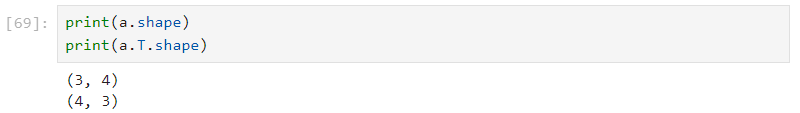 [69]: print(a.shape)
print(a.T.shape)
(3, 4)
(4, 3)